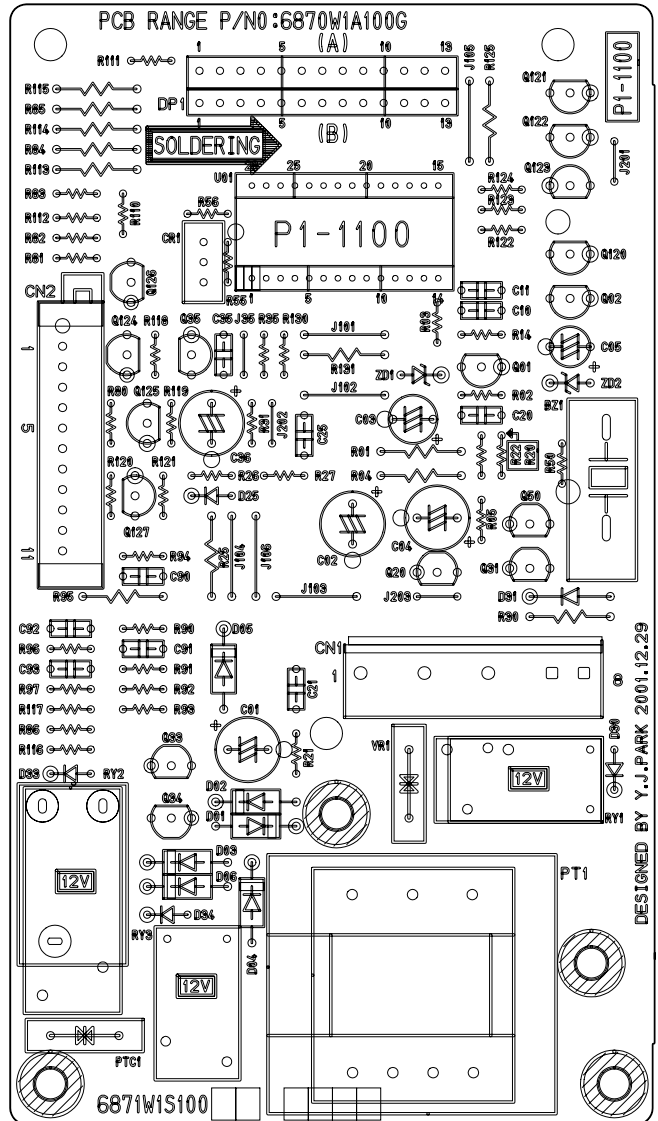 PCB RANGE P/N0:6870W1A100G
(A)
1 5 10 13
R111
J105
R125
Q121
P1-1100
R115
R85
DP1
R114
1 5 10 13
(B)
Q122
R84
SOLDERING
R113
Q123
J201
25 20 15
U01
R83
R124
R56
R110
R123
R112
P1-1100
R82
CR1
R122
R81
Q120
Q126
R55
1 5 10 14
CN2
C11
Q02
C10
R03
Q124
R118
Q35
C35
J35
R35
R130
J101
R14
1
C05
R131
Q01
ZD1
ZD2
J102
R02
R80
Q125
R119
R31
J202
C25
C03
C20
BZ1
5
R01
R22
R20
R50
C36
R120
R121
R26
R27
R04
D25
Q127
R05
Q50
11
C02
C04
R25
J104
J106
R94
Q31
C90
Q20
R95
J103
J203
D31
R30
C92
R90
D05
R96
C91
CN1
C93
R91
1
8
C21
R97
R92
R117
R93
C01
R86
VR1
D30
R116
Q33
R21
D33
RY2
D02
12V
Q34
D01
RY1
DESIGNED BY Y.J.PARK 2001.12.29
D03
PT1
12V
D06
D34
RY3
D04
12V
PTC1
6871W1S100